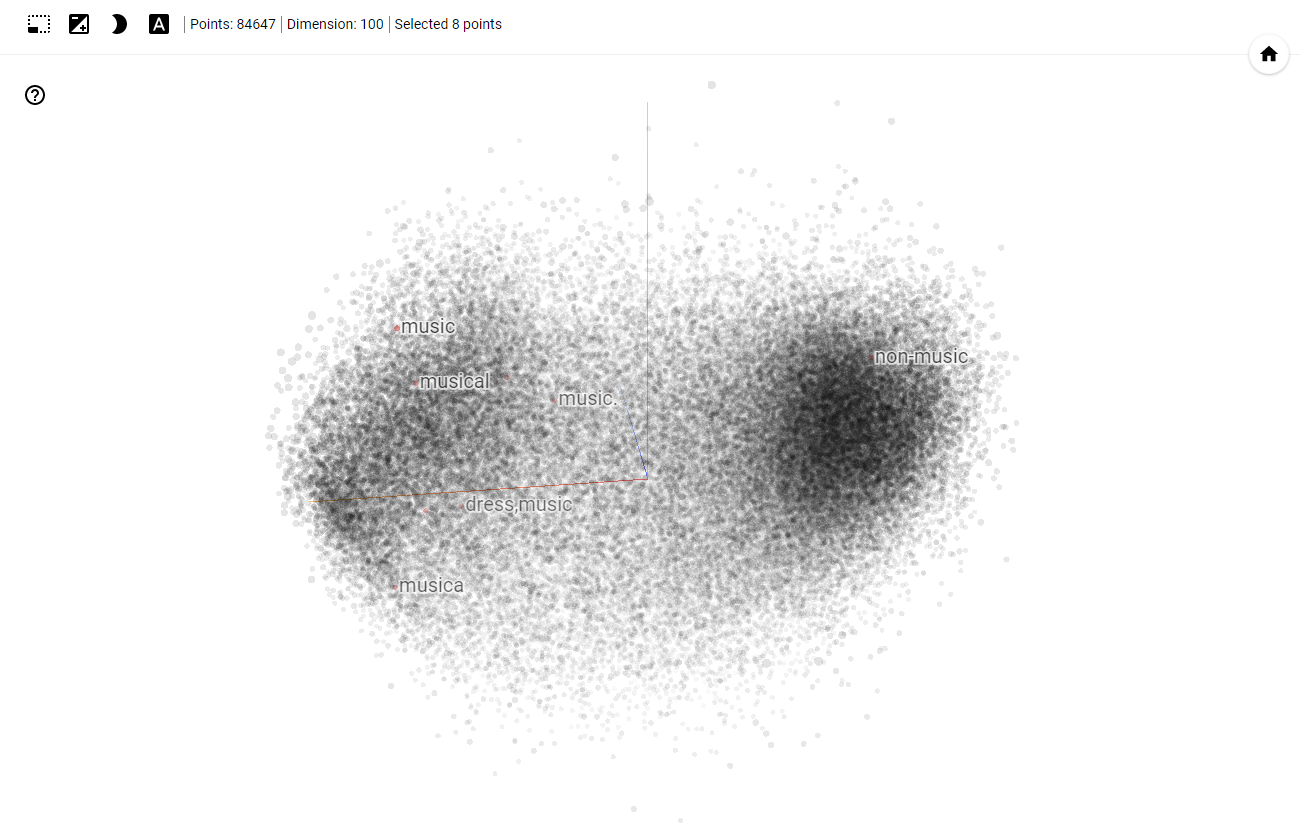 A Points: 84647 Dimension: 100 Selected 8 points
music
non-music
musical
music.
dress,music
musica